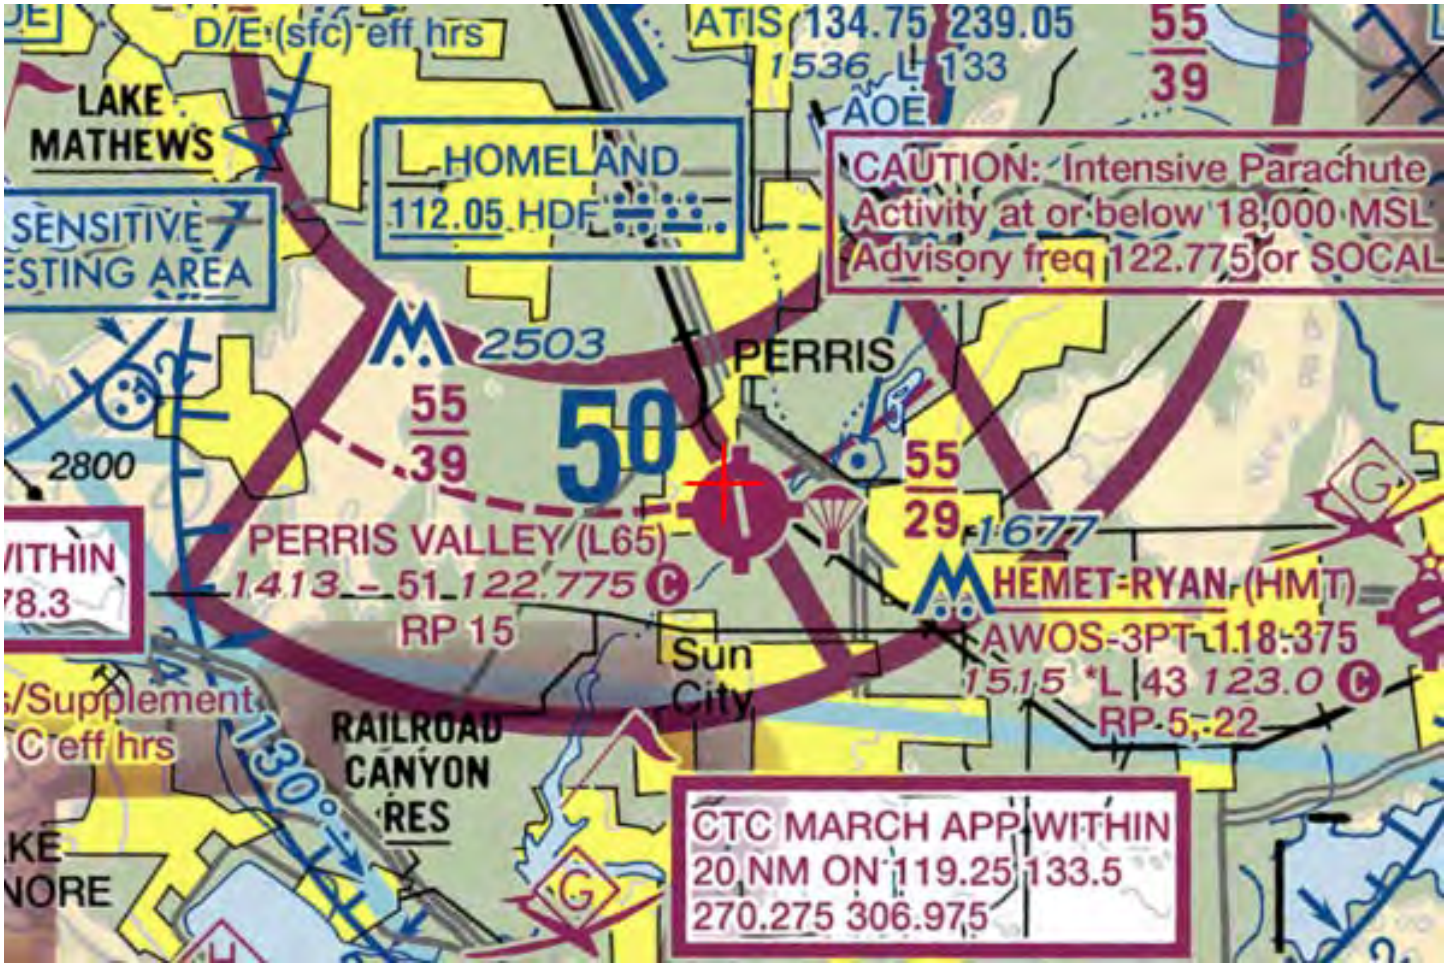 D/E (sfc) eff hrs
ATIS 134.75 239.05
1536 L 133
AOE
55
39
LAKE
MATHEWS
HOMELAND
112.05 HDF
CAUTION: Intensive Parachute
Activity at or below 18,000 MSL
Advisory freq 122.775 or SOCAL
SENSITIVE
ESTING AREA
2503
PERRIS
55
39
50
55
29
2800
1677
G
WITHIN
78.3
PERRIS VALLEY (L65)
1413 - 51 122.775 C
RP 15
HEMET-RYAN (HMT)
AWOS-3PT 118.375
1515 *L 43 123.0 C
RP 5, 22
Sun
City
s/Supplement
C eff hrs
130°
RAILROAD
CANYON
RES
CTC MARCH APP WITHIN
20 NM ON 119.25 133.5
270.275 306.975
KE
NORE
G
H